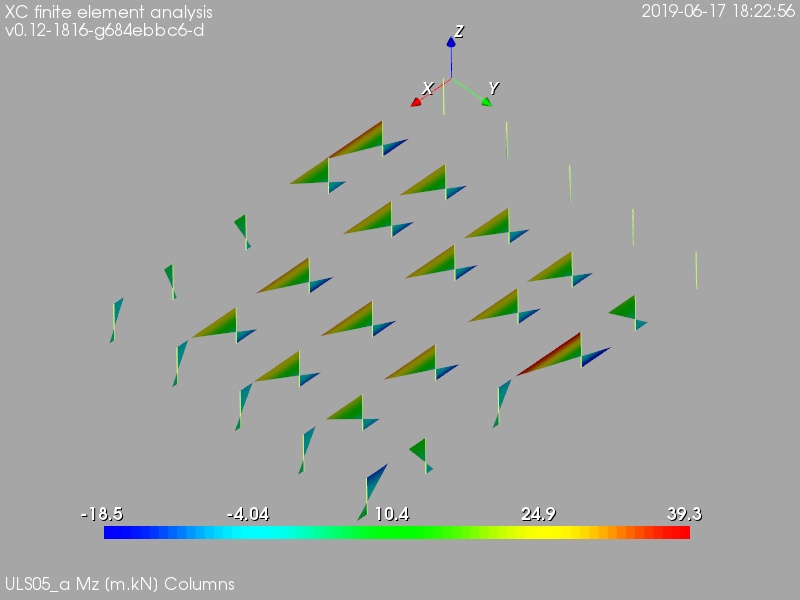 XC finite element analysis
v0.12-1816-g684ebbc6-d
2019-06-17 18:22:56
Z
X
Y
-18.5
-4.04
10.4
24.9
39.3
ULS05_a Mz (m.kN) Columns